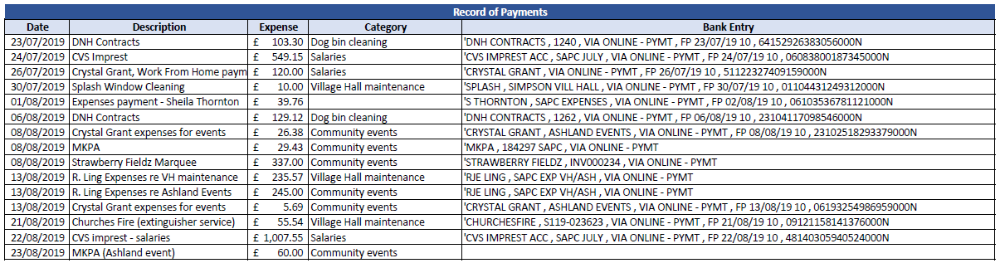 Record of Payments
Date Description Expense Category Bank Entry
23/07/2019 DNH Contracts £ 103.30 Dog bin cleaning 'DNH CONTRACTS , 1240 , VIA ONLINE - PYMT , FP 23/07/19 10 , 64152926383056000N
24/07/2019 CVS Imprest £ 549.15 Salaries 'CVS IMPREST ACC , SAPC JULY , VIA ONLINE - PYMT , FP 24/07/19 10 , 06083800187345000N
26/07/2019 Crystal Grant, Work From Home paym £ 120.00 Salaries 'CRYSTAL GRANT , VIA ONLINE - PYMT , FP 26/07/19 10 , 51122327409159000N
30/07/2019 Splash Window Cleaning £ 10.00 Village Hall maintenance 'SPLASH , SIMPSON VILL HALL , VIA ONLINE - PYMT , FP 30/07/19 10 , 01104431249312000N
01/08/2019 Expenses payment - Sheila Thornton £ 39.76 'S THORNTON , SAPC EXPENSES , VIA ONLINE - PYMT , FP 02/08/19 10 , 06103536781121000N
06/08/2019 DNH Contracts £ 129.12 Dog bin cleaning 'DNH CONTRACTS , 1262 , VIA ONLINE - PYMT , FP 06/08/19 10 , 23104117098546000N
08/08/2019 Crystal Grant expenses for events £ 26.38 Community events 'CRYSTAL GRANT , ASHLAND EVENTS , VIA ONLINE - PYMT , FP 08/08/19 10 , 23102518293379000N
08/08/2019 MKPA £ 29.43 Community events 'MKPA , 184297 SAPC , VIA ONLINE - PYMT
08/08/2019 Strawberry Fieldz Marquee £ 337.00 Community events 'STRAWBERRY FIELDZ , INV000234 , VIA ONLINE - PYMT
13/08/2019 R. Ling Expenses re VH maintenance £ 235.57 Village Hall maintenance 'RJE LING , SAPC EXP VH/ASH , VIA ONLINE - PYMT
13/08/2019 R. Ling Expenses re Ashland Events £ 245.00 Community events 'RJE LING , SAPC EXP VH/ASH , VIA ONLINE - PYMT
13/08/2019 Crystal Grant expenses for events £ 5.69 Community events 'CRYSTAL GRANT , ASHLAND EVENTS , VIA ONLINE - PYMT , FP 13/08/19 10 , 06193254986959000N
21/08/2019 Churches Fire (extinguisher service) £ 55.54 Village Hall maintenance 'CHURCHESFIRE , S119-023623 , VIA ONLINE - PYMT , FP 21/08/19 10 , 09121158141376000N
22/08/2019 CVS imprest - salaries £ 1,007.55 Salaries 'CVS IMPREST ACC , SAPC JULY , VIA ONLINE - PYMT , FP 22/08/19 10 , 48140305940524000N
23/08/2019 MKPA (Ashland event) £ 60.00 Community events